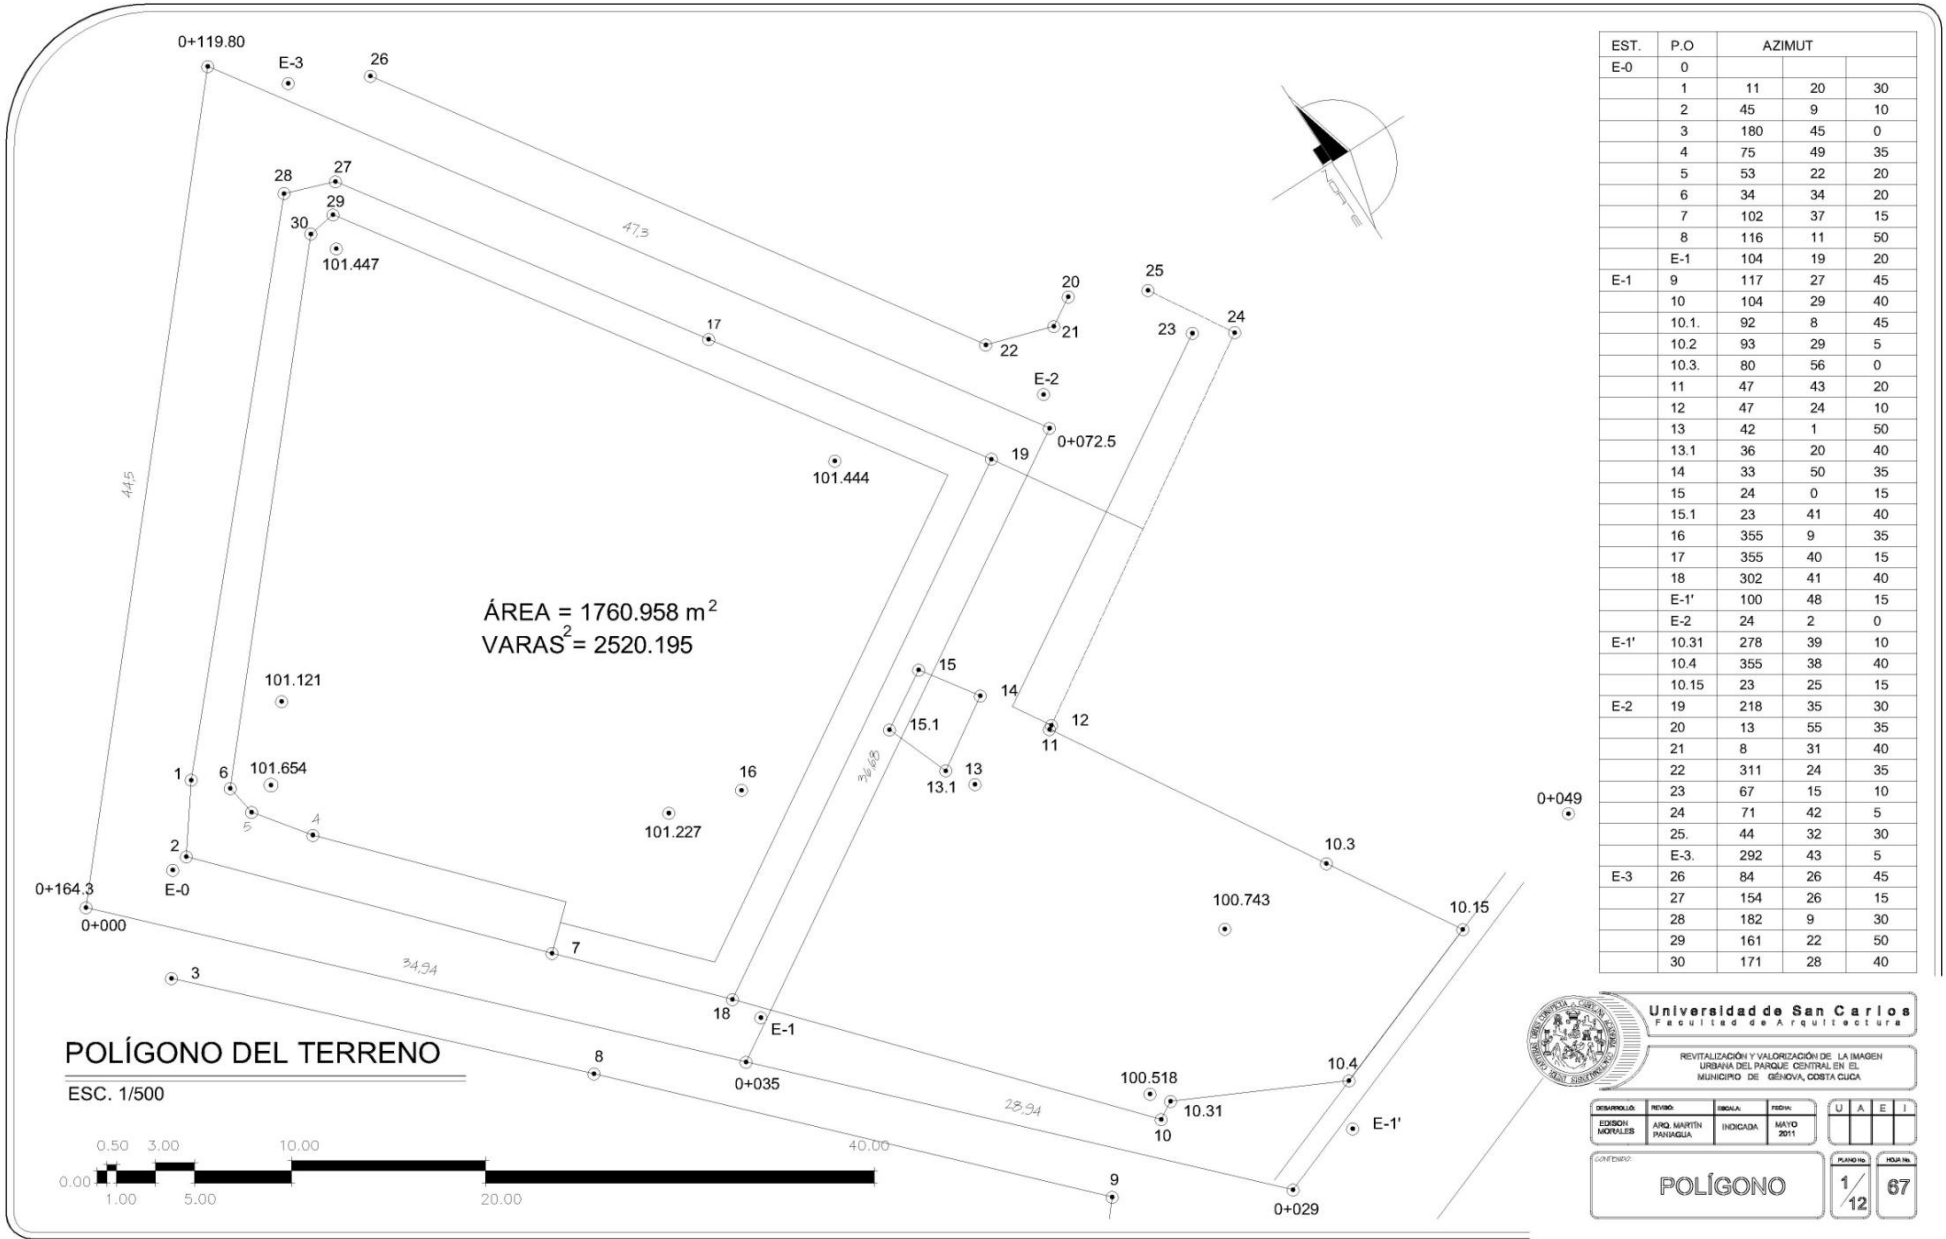 0+119.80
E-3
26
28
27
29
30
101.447
47,3
17
20
21
22
25
24
23
E-2
0+072.5
19
101.444
44,5
ÁREA = 1760.958 m2
VARAS2 = 2520.195
15
14
15.1
13.1
13
12
11
36,68
101.121
1
6
101.654
5
4
16
101.227
2
E-0
0+164.3
0+000
3
34,94
7
18
E-1
0+035
8
28,94
10.3
0+049
10.15
100.743
10.4
100.518
10.31
10
E-1'
9
0+029
POLÍGONO DEL TERRENO
ESC. 1/500
0.50 3.00 10.00 40.00
0.00
1.00 5.00 20.00
EST. P.O AZIMUT
E-0 0
1 11 20 30
2 45 9 10
3 180 45 0
4 75 49 35
5 53 22 20
6 34 34 20
7 102 37 15
8 116 11 50
E-1 104 19 20
E-1 9 117 27 45
10 104 29 40
10.1. 92 8 45
10.2 93 29 5
10.3. 80 56 0
11 47 43 20
12 47 24 10
13 42 1 50
13.1 36 20 40
14 33 50 35
15 24 0 15
15.1 23 41 40
16 355 9 35
17 355 40 15
18 302 41 40
E-1' 100 48 15
E-2 24 2 0
E-1' 10.31 278 39 10
10.4 355 38 40
10.15 23 25 15
E-2 19 218 35 30
20 13 55 35
21 8 31 40
22 311 24 35
23 67 15 10
24 71 42 5
25. 44 32 30
E-3. 292 43 5
E-3 26 84 26 45
27 154 26 15
28 182 9 30
29 161 22 50
30 171 28 40
Universidad de San Carlos
Facultad de Arquitectura
REVITALIZACIÓN Y VALORIZACIÓN DE LA IMAGEN
URBANA DEL PARQUE CENTRAL EN EL
MUNICIPIO DE GÉNOVA, COSTA CUCA
DESARROLLO: REVISÓ: ESCALA: FECHA:
EDISON MORALES ARQ. MARTÍN PANIAGUA INDICADA MAYO 2011
U A E I
CONTENIDO:
POLÍGONO
PLANO No.
1/12
HOJA No.
67